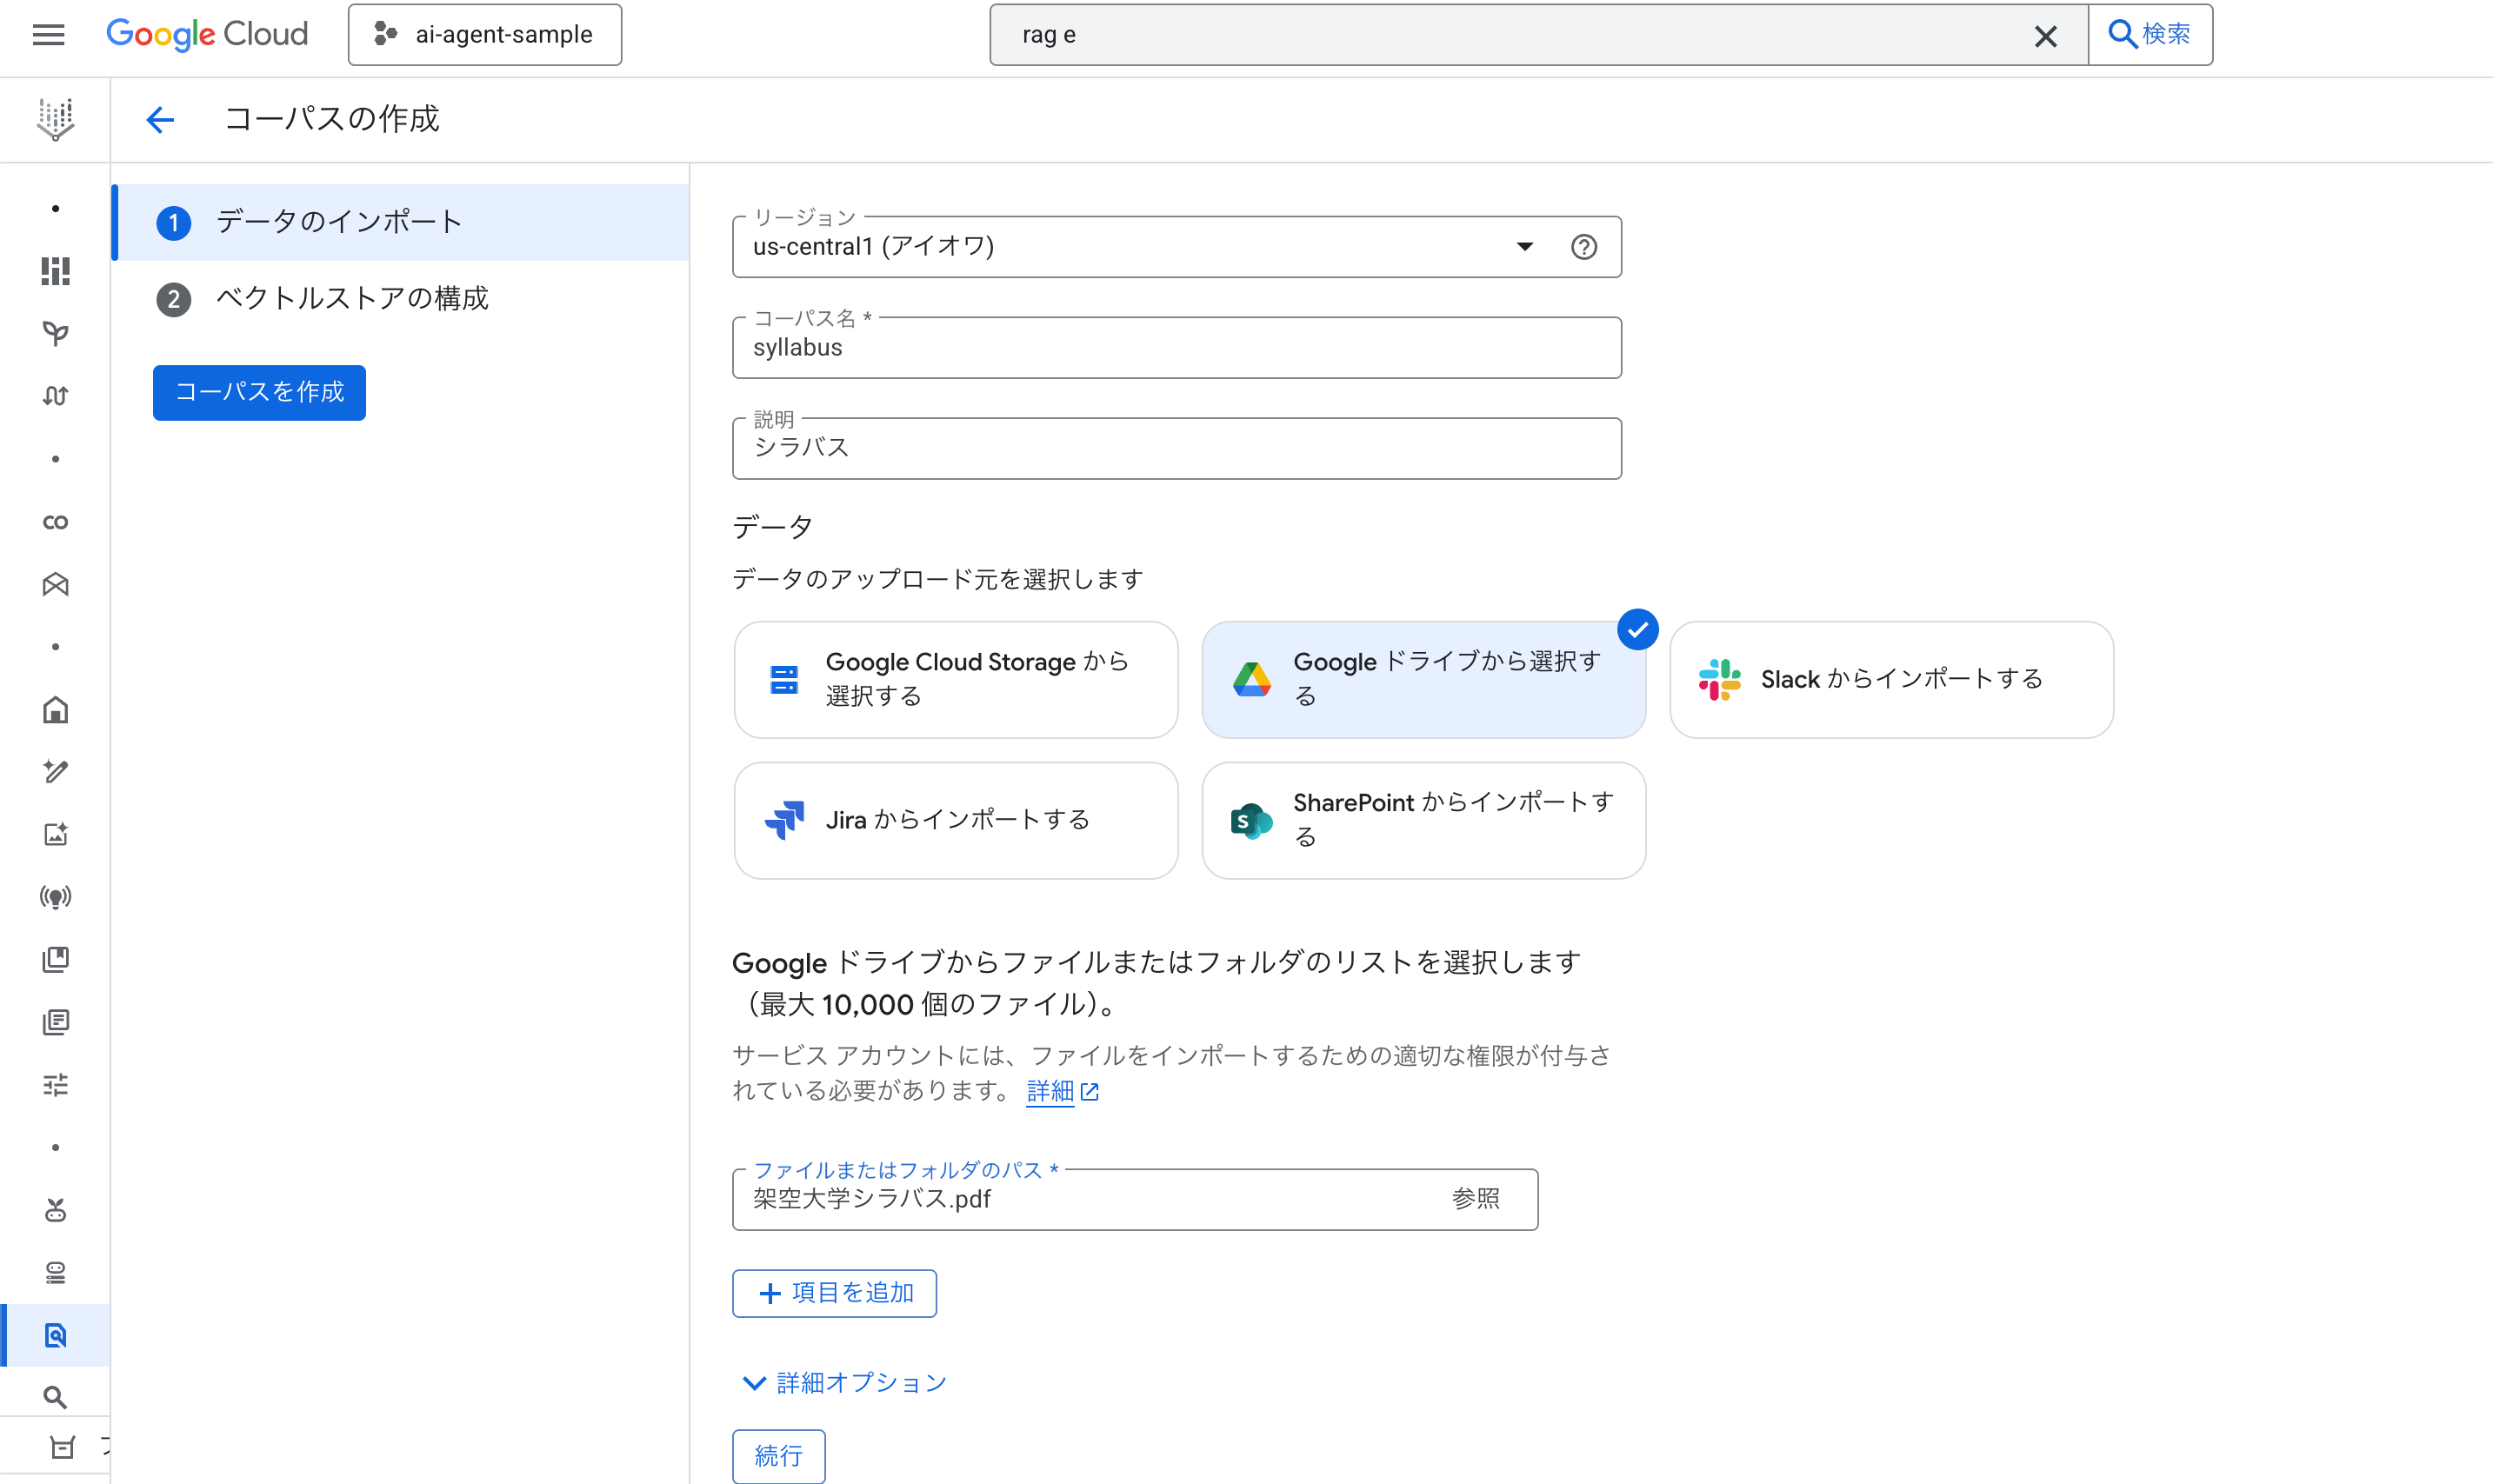 Google Cloud
ai-agent-sample
rag e
検索
コーパスの作成
1 データのインポート
2 ベクトルストアの構成
コーパスを作成
リージョン
us-central1 (アイオワ)
コーパス名 *
syllabus
説明
シラバス
データ
データのアップロード元を選択します
Google Cloud Storage から
選択する
Google ドライブから選択す
る
Slack からインポートする
Jira からインポートする
SharePoint からインポートす
る
Google ドライブからファイルまたはフォルダのリストを選択します
（最大 10,000 個のファイル）。
サービス アカウントには、ファイルをインポートするための適切な権限が付与さ
れている必要があります。 詳細
ファイルまたはフォルダのパス *
架空大学シラバス.pdf
参照
項目を追加
詳細オプション
続行